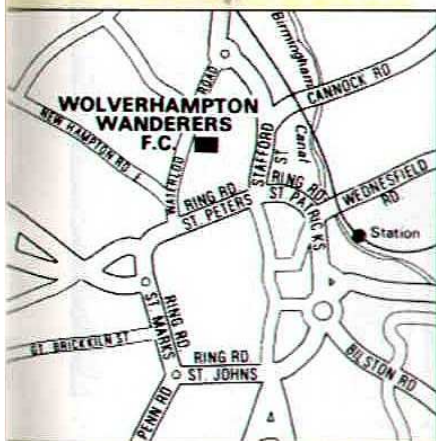 Birmingham
Canal
CANNOCK RD
ROAD
WATERLOO
WOLVERHAMPTON
WANDERERS
F.C.
NEW HAMPTON RD E
STAFFORD
ST
RING RD
ST. PETERS
RING RD
ST PATRICKS
WEDNESFIELD
RD
Station
RING RD
ST. MARKS
GT. BRICKKILN ST
RING RD
ST. JOHNS
PENN RD
BILSTON RD